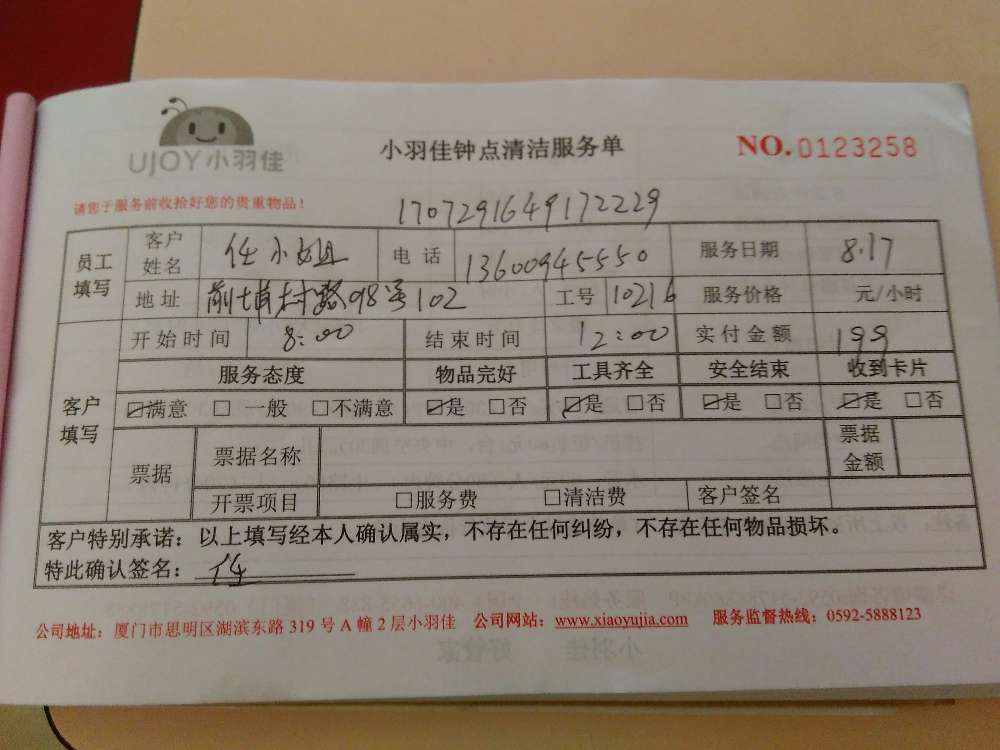 UJOY小羽佳
小羽佳钟点清洁服务单
NO.0123258
请您于服务前收拾好您的贵重物品!
1707291649172229
员工填写 客户姓名 任小姐 电话 13600945550 服务日期 8.17
地址 前埔村路98号102 工号 10216 服务价格 元/小时
客户填写 开始时间 8:00 结束时间 12:00 实付金额 199
服务态度 物品完好 工具齐全 安全结束 收到卡片
☑满意 □一般 □不满意 ☑是 □否 ☑是 □否 ☑是 □否 ☑是 □否
票据 票据名称 票据金额
开票项目 □服务费 □清洁费 客户签名
客户特别承诺:以上填写经本人确认属实,不存在任何纠纷,不存在任何物品损坏。
特此确认签名:任
公司地址:厦门市思明区湖滨东路 319 号 A 幢 2 层小羽佳 公司网站:www.xiaoyujia.com 服务监督热线:0592-5888123